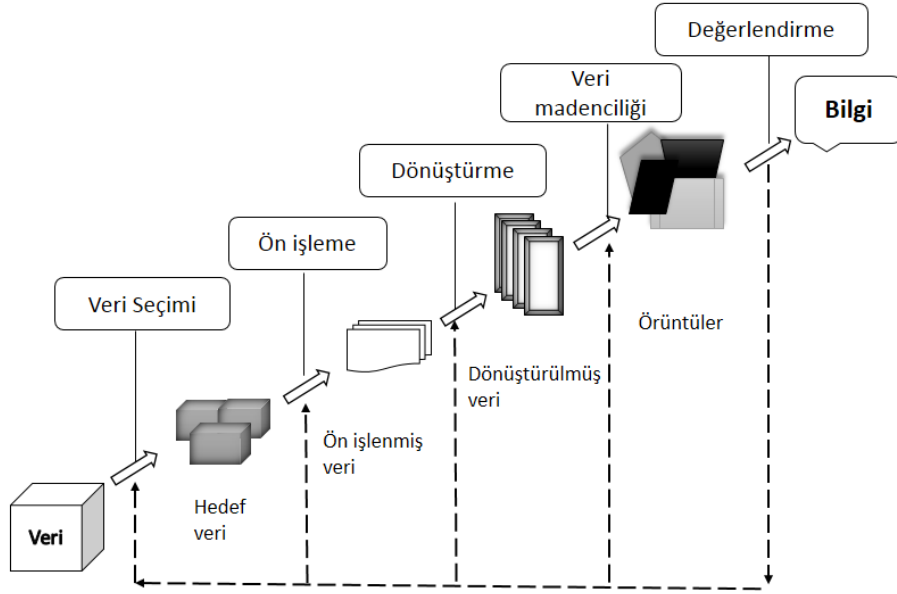 Değerlendirme
Veri
madenciliği
Bilgi
Dönüştürme
Ön işleme
Veri Seçimi
Örüntüler
Dönüştürülmüş
veri
Ön işlenmiş
veri
Hedef
veri
Veri